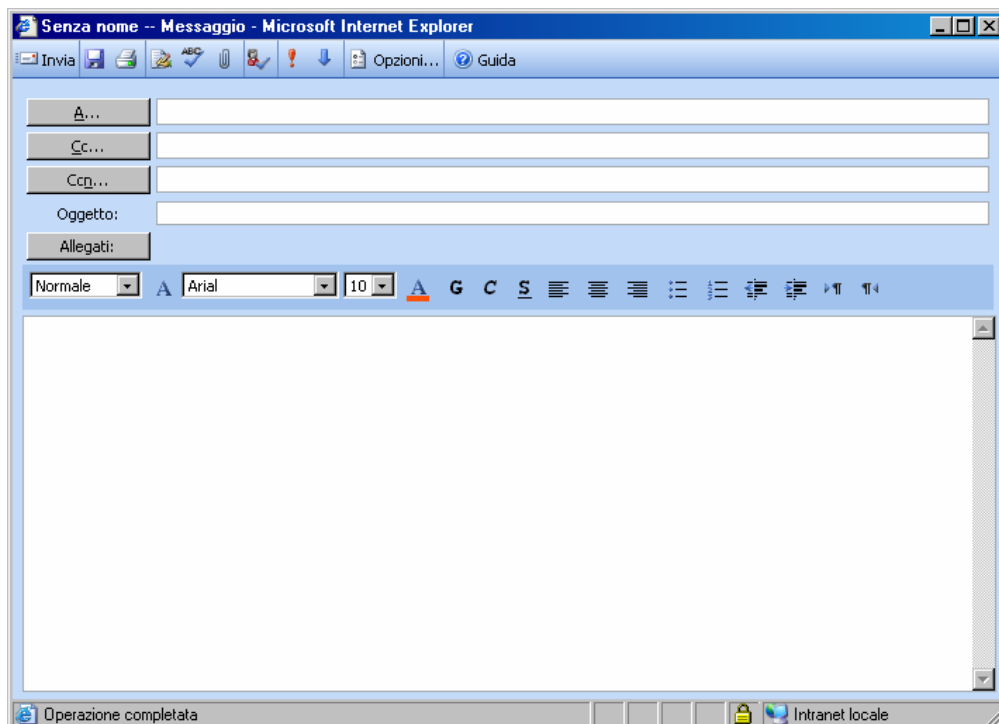 Senza nome -- Messaggio - Microsoft Internet Explorer
Invia ABC Opzioni... Guida
A...
Cc...
Ccn...
Oggetto:
Allegati:
Normale A Arial 10 A G C S
Operazione completata Intranet locale